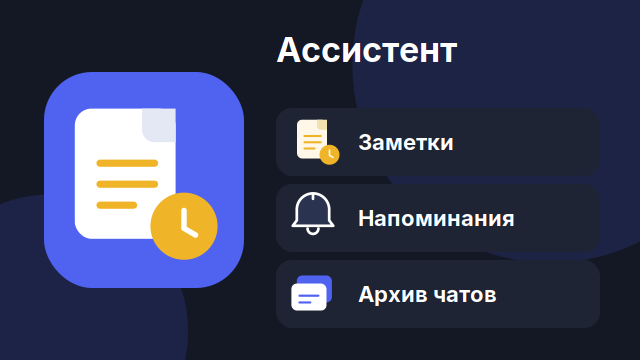 Ассистент
Заметки
Напоминания
Архив чатов